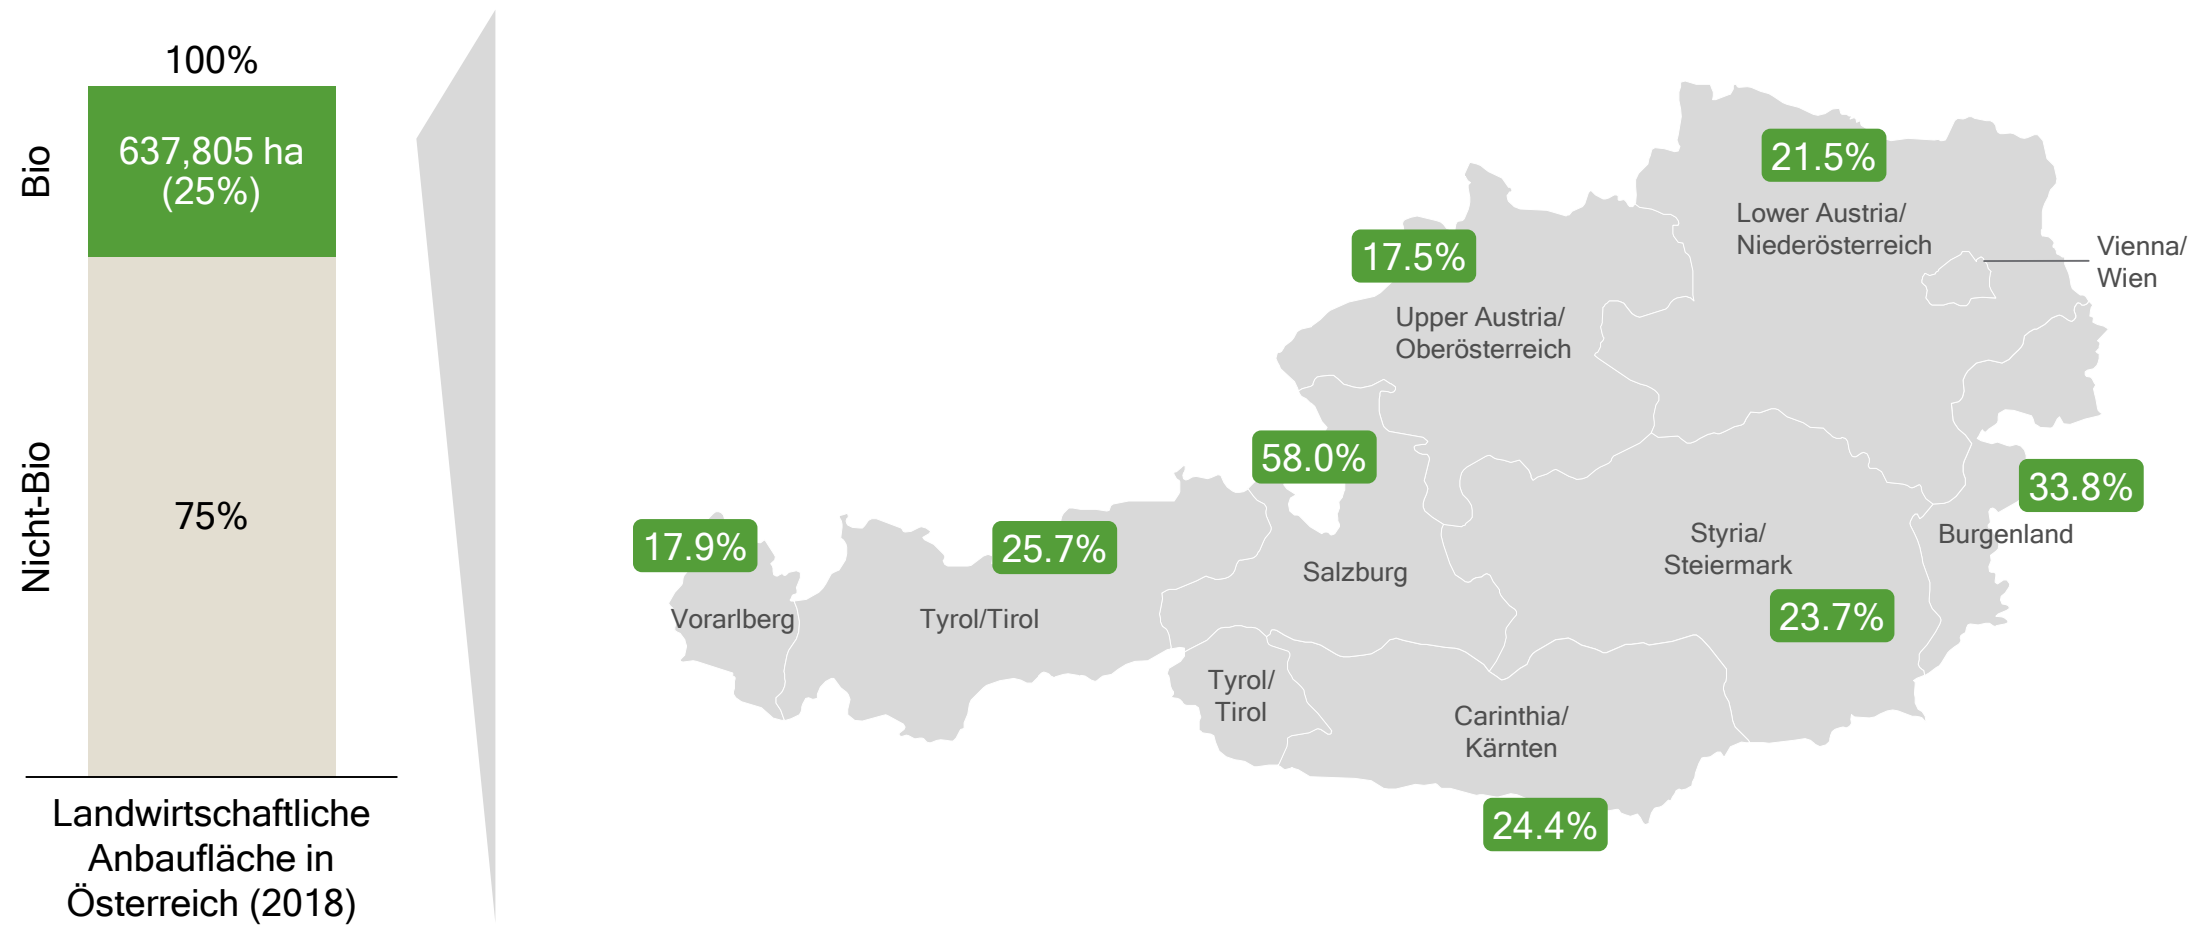 100%
Bio
637,805 ha
(25%)
Nicht-Bio
75%
Landwirtschaftliche
Anbaufläche in
Österreich (2018)
21.5%
Lower Austria/
Niederösterreich
Vienna/
Wien
17.5%
Upper Austria/
Oberösterreich
58.0%
33.8%
Burgenland
17.9%
25.7%
Styria/
Steiermark
Salzburg
23.7%
Vorarlberg
Tyrol/Tirol
Tyrol/
Tirol
Carinthia/
Kärnten
24.4%